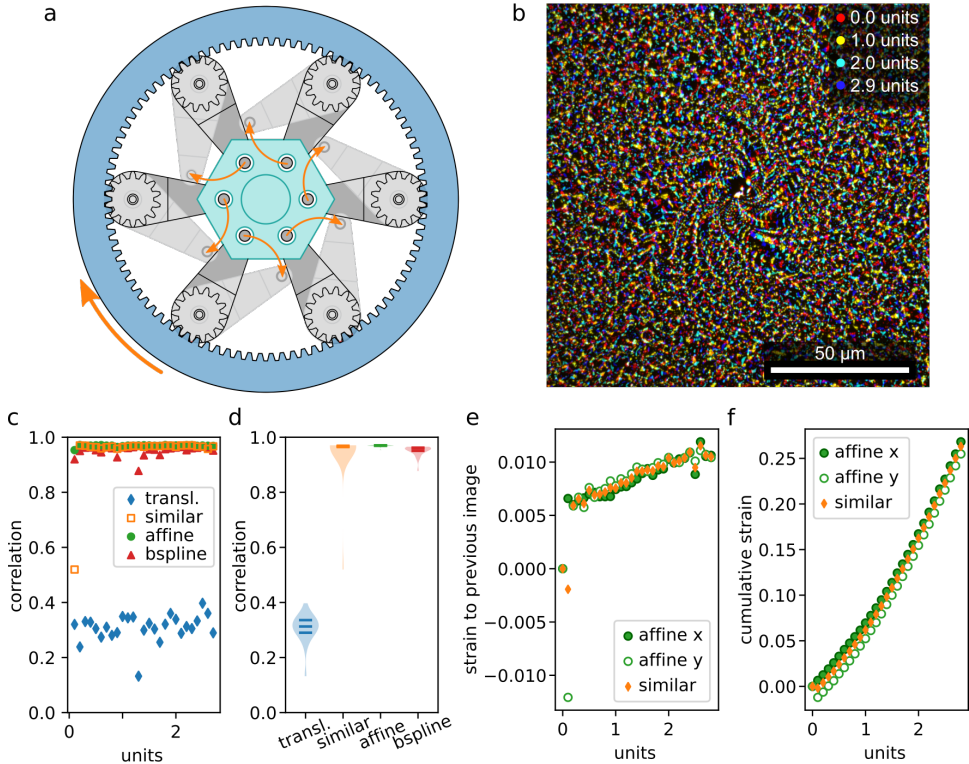 a
b
0.0 units
1.0 units
2.0 units
2.9 units
50 µm
c
d
e
f
correlation
1.0
0.8
0.6
0.4
0.2
0.0
0
2
units
transl.
similar
affine
bspline
correlation
1.0
0.8
0.6
0.4
0.2
0.0
transl.
similar
affine
bspline
strain to previous image
0.010
0.005
0.000
−0.005
−0.010
0
1
2
units
affine x
affine y
similar
cumulative strain
0.25
0.20
0.15
0.10
0.05
0.00
0
1
2
units
affine x
affine y
similar